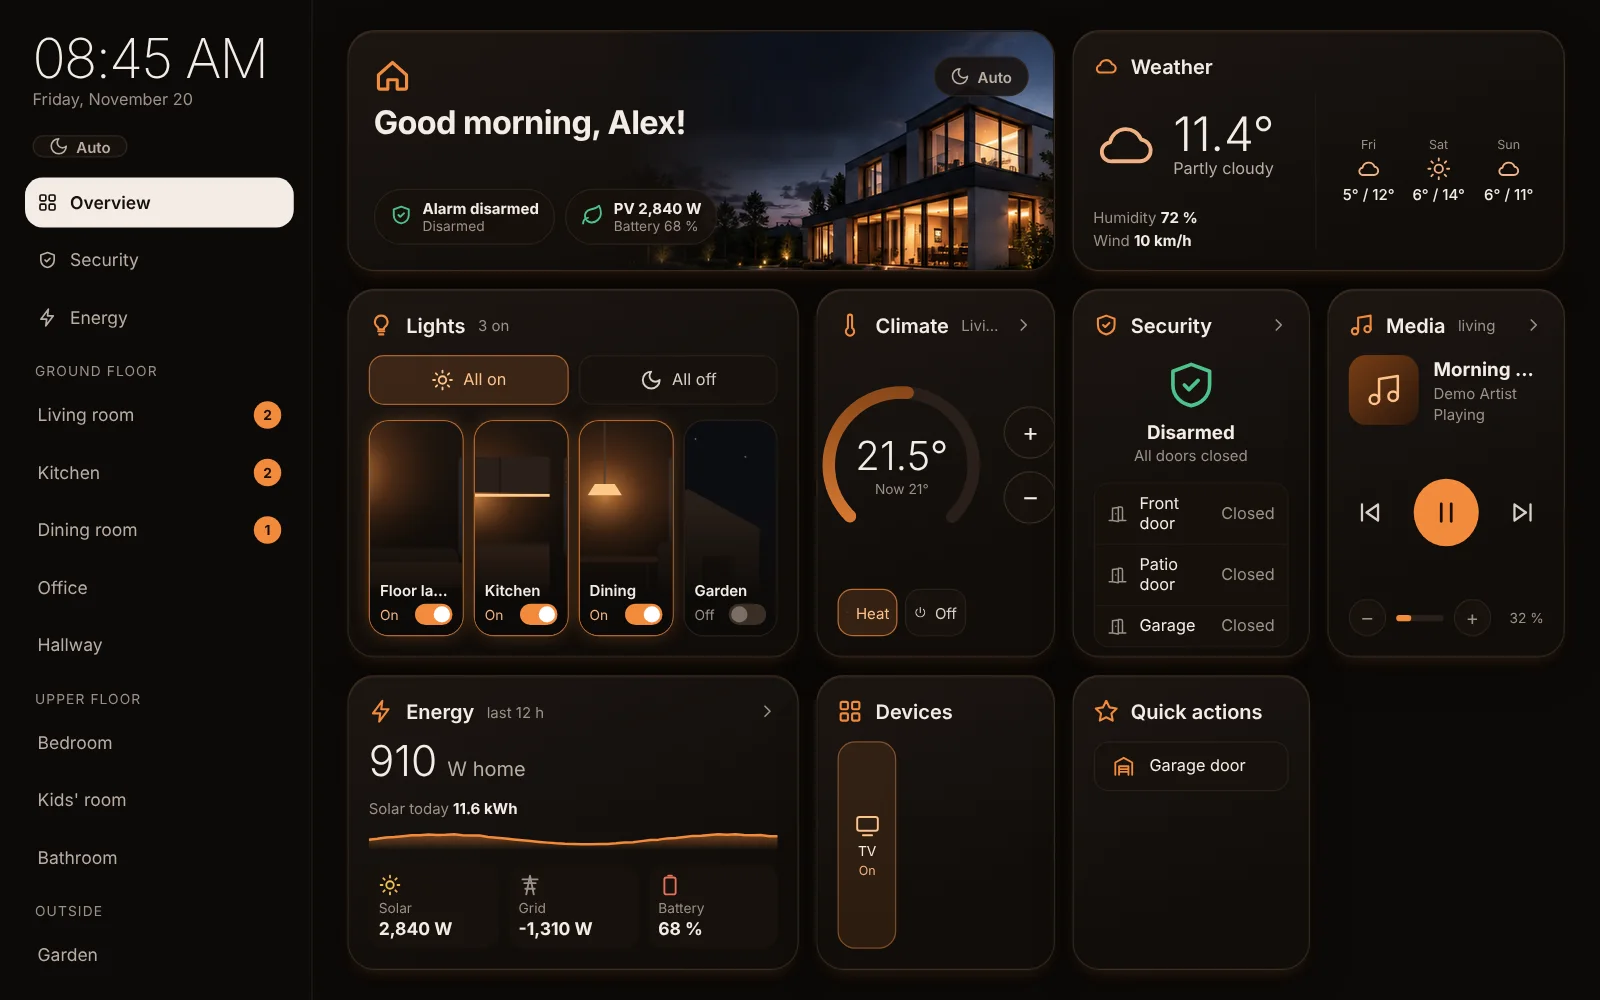 08:45 AM
Friday, November 20
Auto
Overview
Security
Energy
GROUND FLOOR
Living room 2
Kitchen 2
Dining room 1
Office
Hallway
UPPER FLOOR
Bedroom
Kids' room
Bathroom
OUTSIDE
Garden
Auto
Good morning, Alex!
Alarm disarmed
Disarmed
PV 2,840 W
Battery 68 %
Weather
11.4°
Partly cloudy
Humidity 72 %
Wind 10 km/h
Fri Sat Sun
5° / 12° 6° / 14° 6° / 11°
Lights 3 on
All on All off
Floor la...
On
Kitchen
On
Dining
On
Garden
Off
Climate Livi...
21.5°
Now 21°
+
−
Heat Off
Security
Disarmed
All doors closed
Front door Closed
Patio door Closed
Garage Closed
Media living
Morning ...
Demo Artist
Playing
− + 32 %
Energy last 12 h
910 W home
Solar today 11.6 kWh
Solar
2,840 W
Grid
-1,310 W
Battery
68 %
Devices
TV
On
Quick actions
Garage door